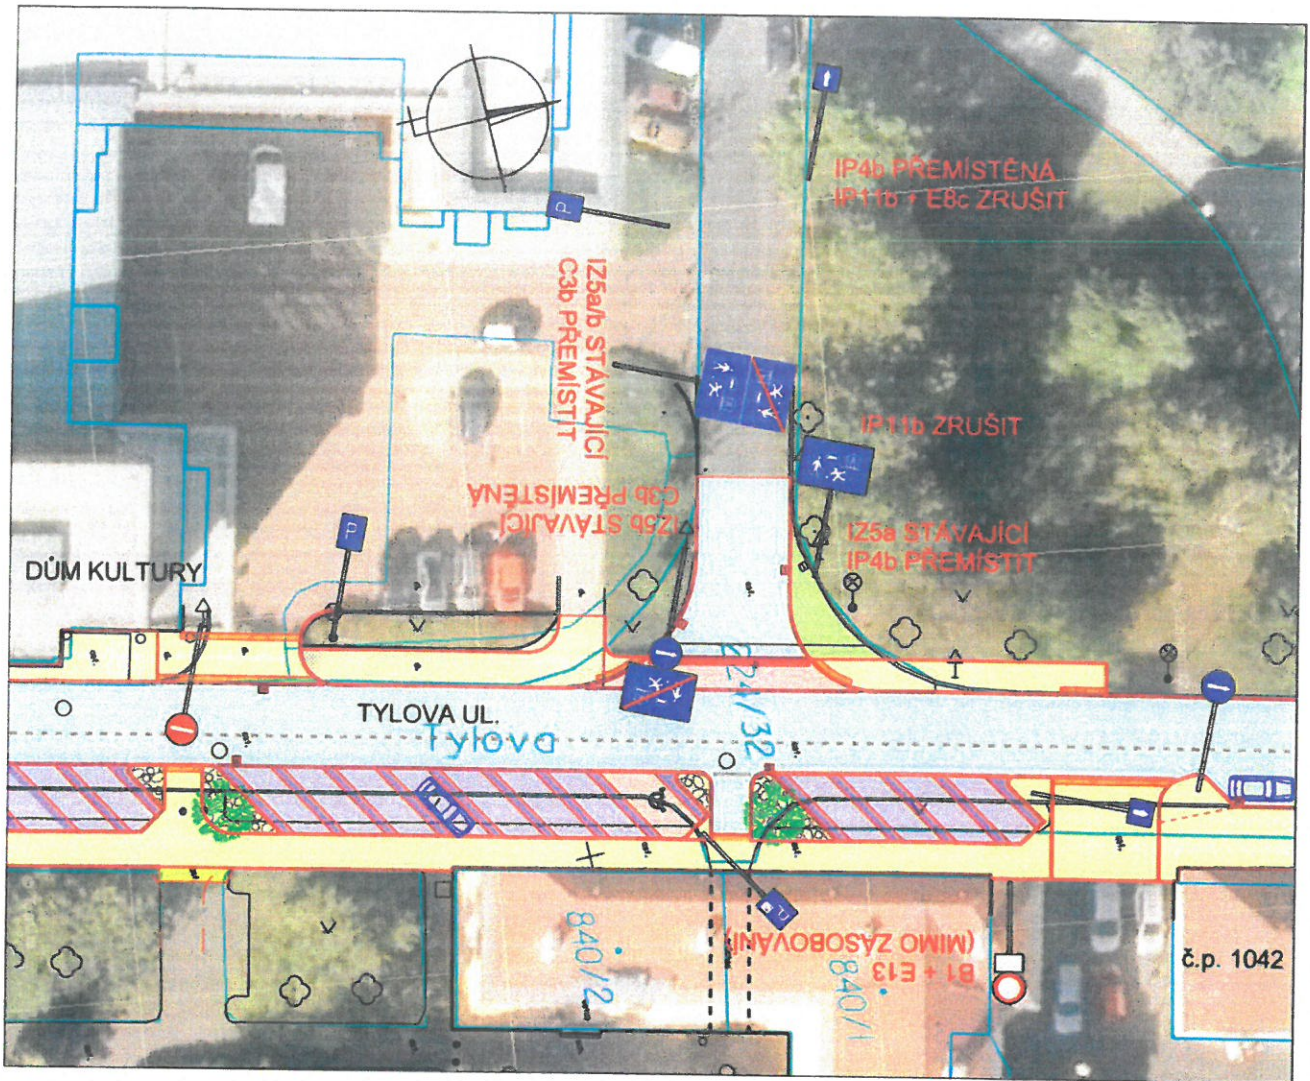 IP4b PŘEMÍSTĚNÁ
IP11b + E8c ZRUŠIT
IZ5a/b STÁVAJÍCÍ
C3b PŘEMÍSTIT
IP11b ZRUŠIT
IZ5b STÁVAJÍCÍ
C3b PŘEMÍSTĚNÁ
IZ5a STÁVAJÍCÍ
IP4b PŘEMÍSTIT
DŮM KULTURY
TYLOVA UL.
Tylova
624/32
B1 + E13
(MIMO ZÁSOBOVÁNÍ)
840/2
840/1
č.p. 1042
P
P
P